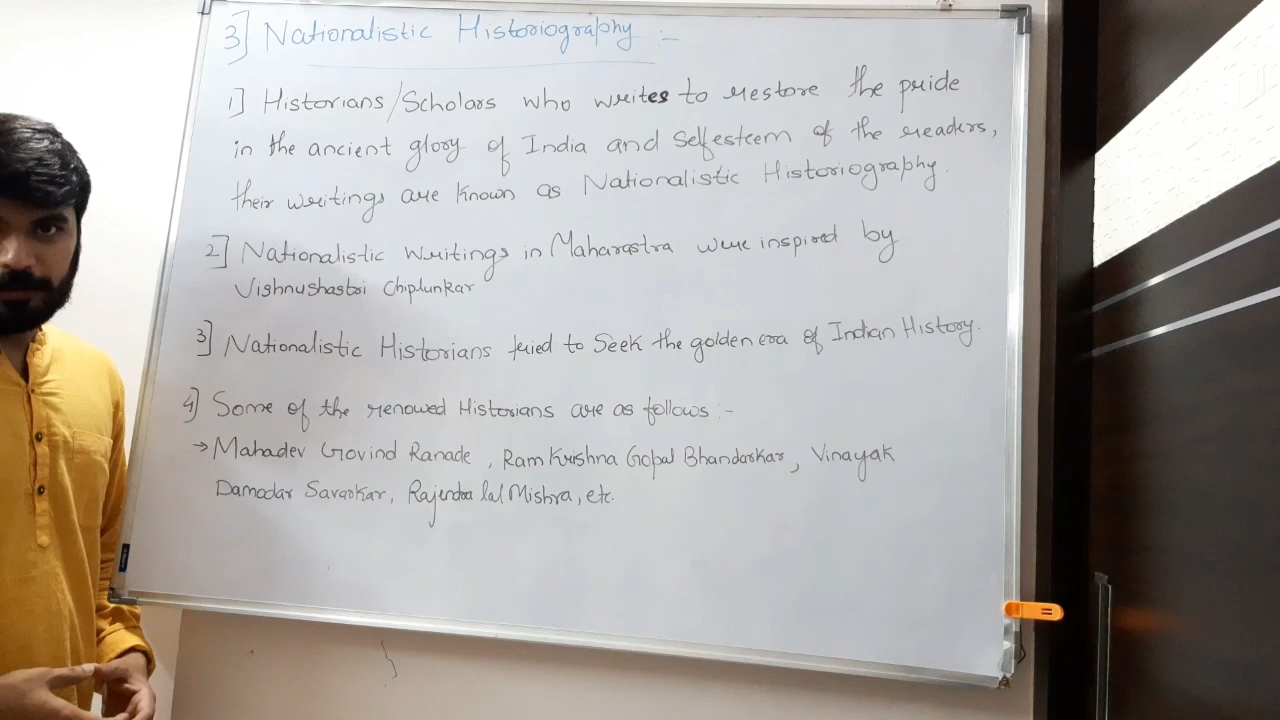 3] Nationalistic Historiography :-
1] Historians/Scholars who writes to restore the pride
in the ancient glory of India and Selfesteem of the readers,
their writings are known as Nationalistic Historiography.
2] Nationalistic Writings in Maharastra were inspired by
Vishnushastri Chiplunkar
3] Nationalistic Historians tried to Seek the golden era of Indian History.
4] Some of the renowed Historians are as follows :-
→ Mahadev Govind Ranade, Ram Krishna Gopal Bhandarkar, Vinayak
Damodar Savarkar, Rajendra lal Mishra, etc.